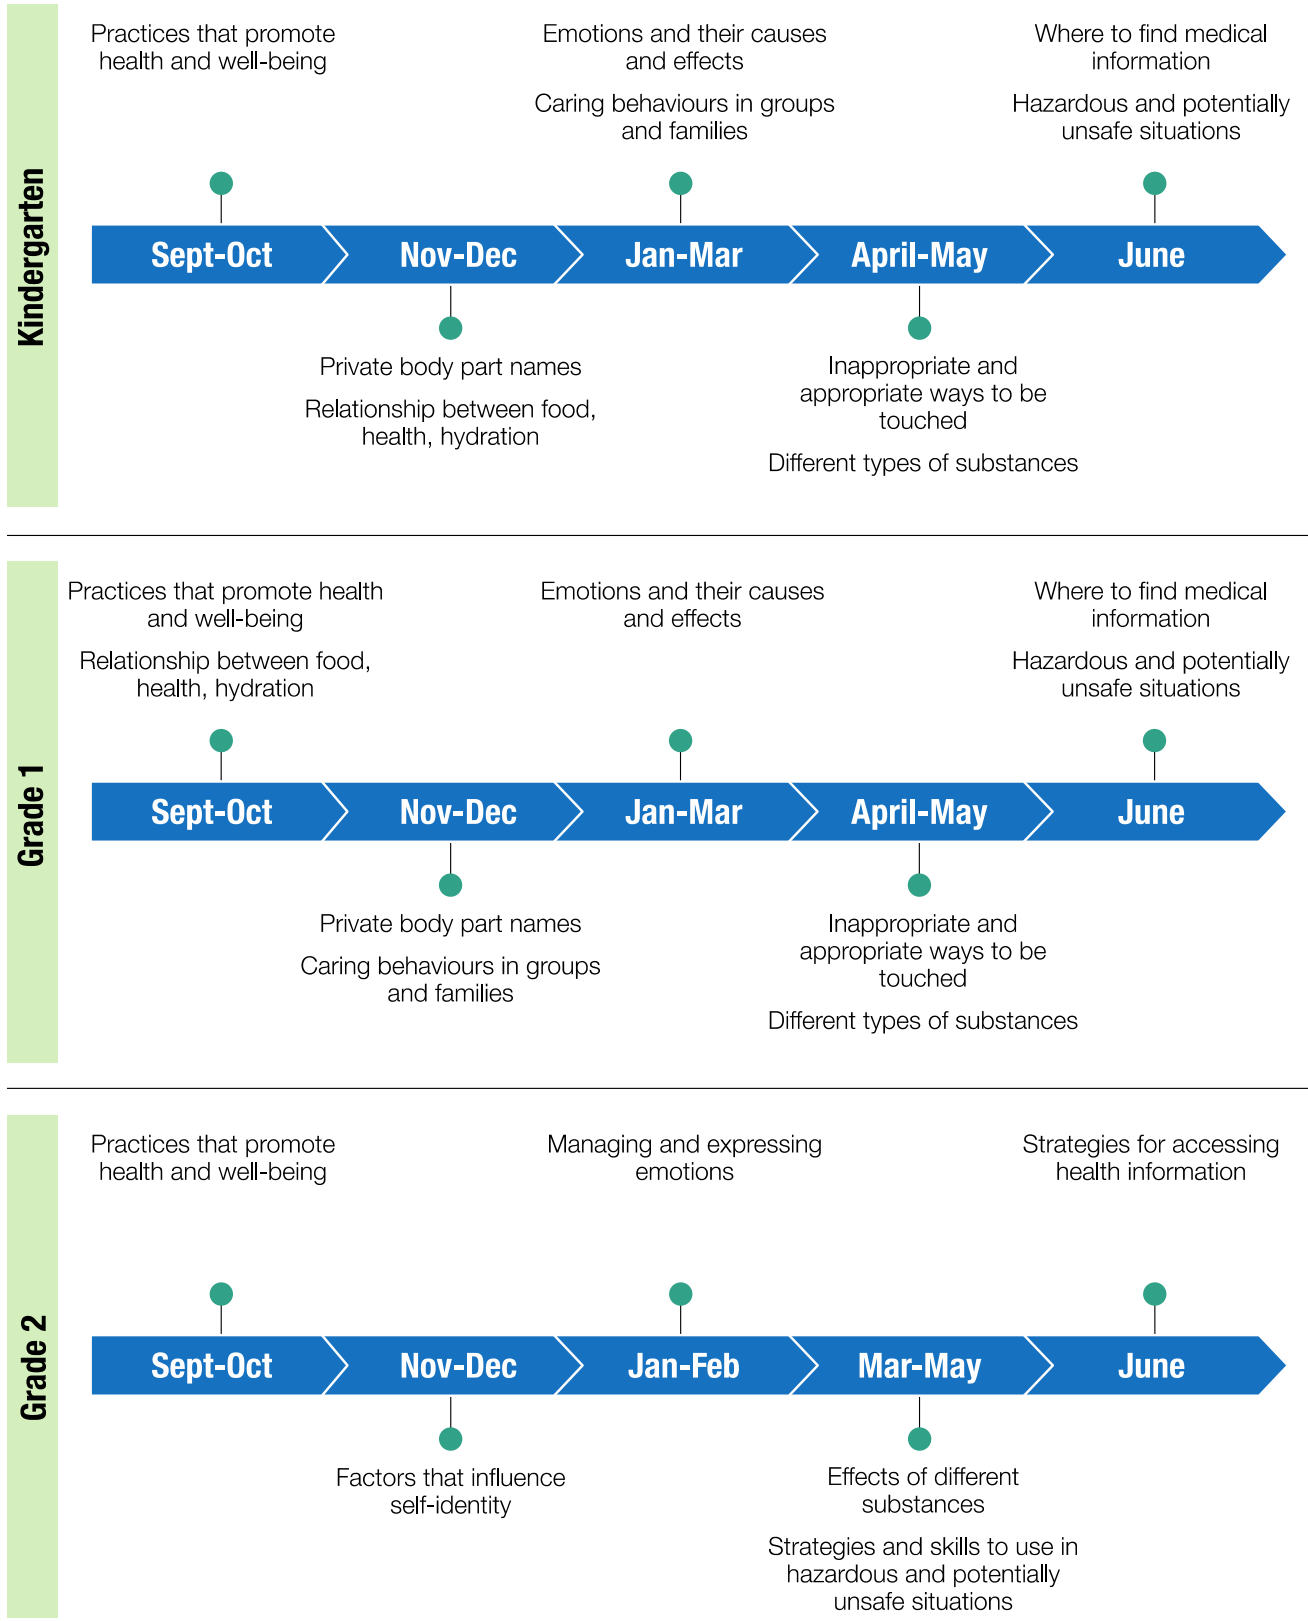 Kindergarten
Practices that promote
health and well-being
Emotions and their causes
and effects
Caring behaviours in groups
and families
Where to find medical
information
Hazardous and potentially
unsafe situations
Sept-Oct
Nov-Dec
Jan-Mar
April-May
June
Private body part names
Relationship between food,
health, hydration
Inappropriate and
appropriate ways to be
touched
Different types of substances
Grade 1
Practices that promote health
and well-being
Relationship between food,
health, hydration
Emotions and their causes
and effects
Where to find medical
information
Hazardous and potentially
unsafe situations
Sept-Oct
Nov-Dec
Jan-Mar
April-May
June
Private body part names
Caring behaviours in groups
and families
Inappropriate and
appropriate ways to be
touched
Different types of substances
Grade 2
Practices that promote
health and well-being
Managing and expressing
emotions
Strategies for accessing
health information
Sept-Oct
Nov-Dec
Jan-Feb
Mar-May
June
Factors that influence
self-identity
Effects of different
substances
Strategies and skills to use in
hazardous and potentially
unsafe situations